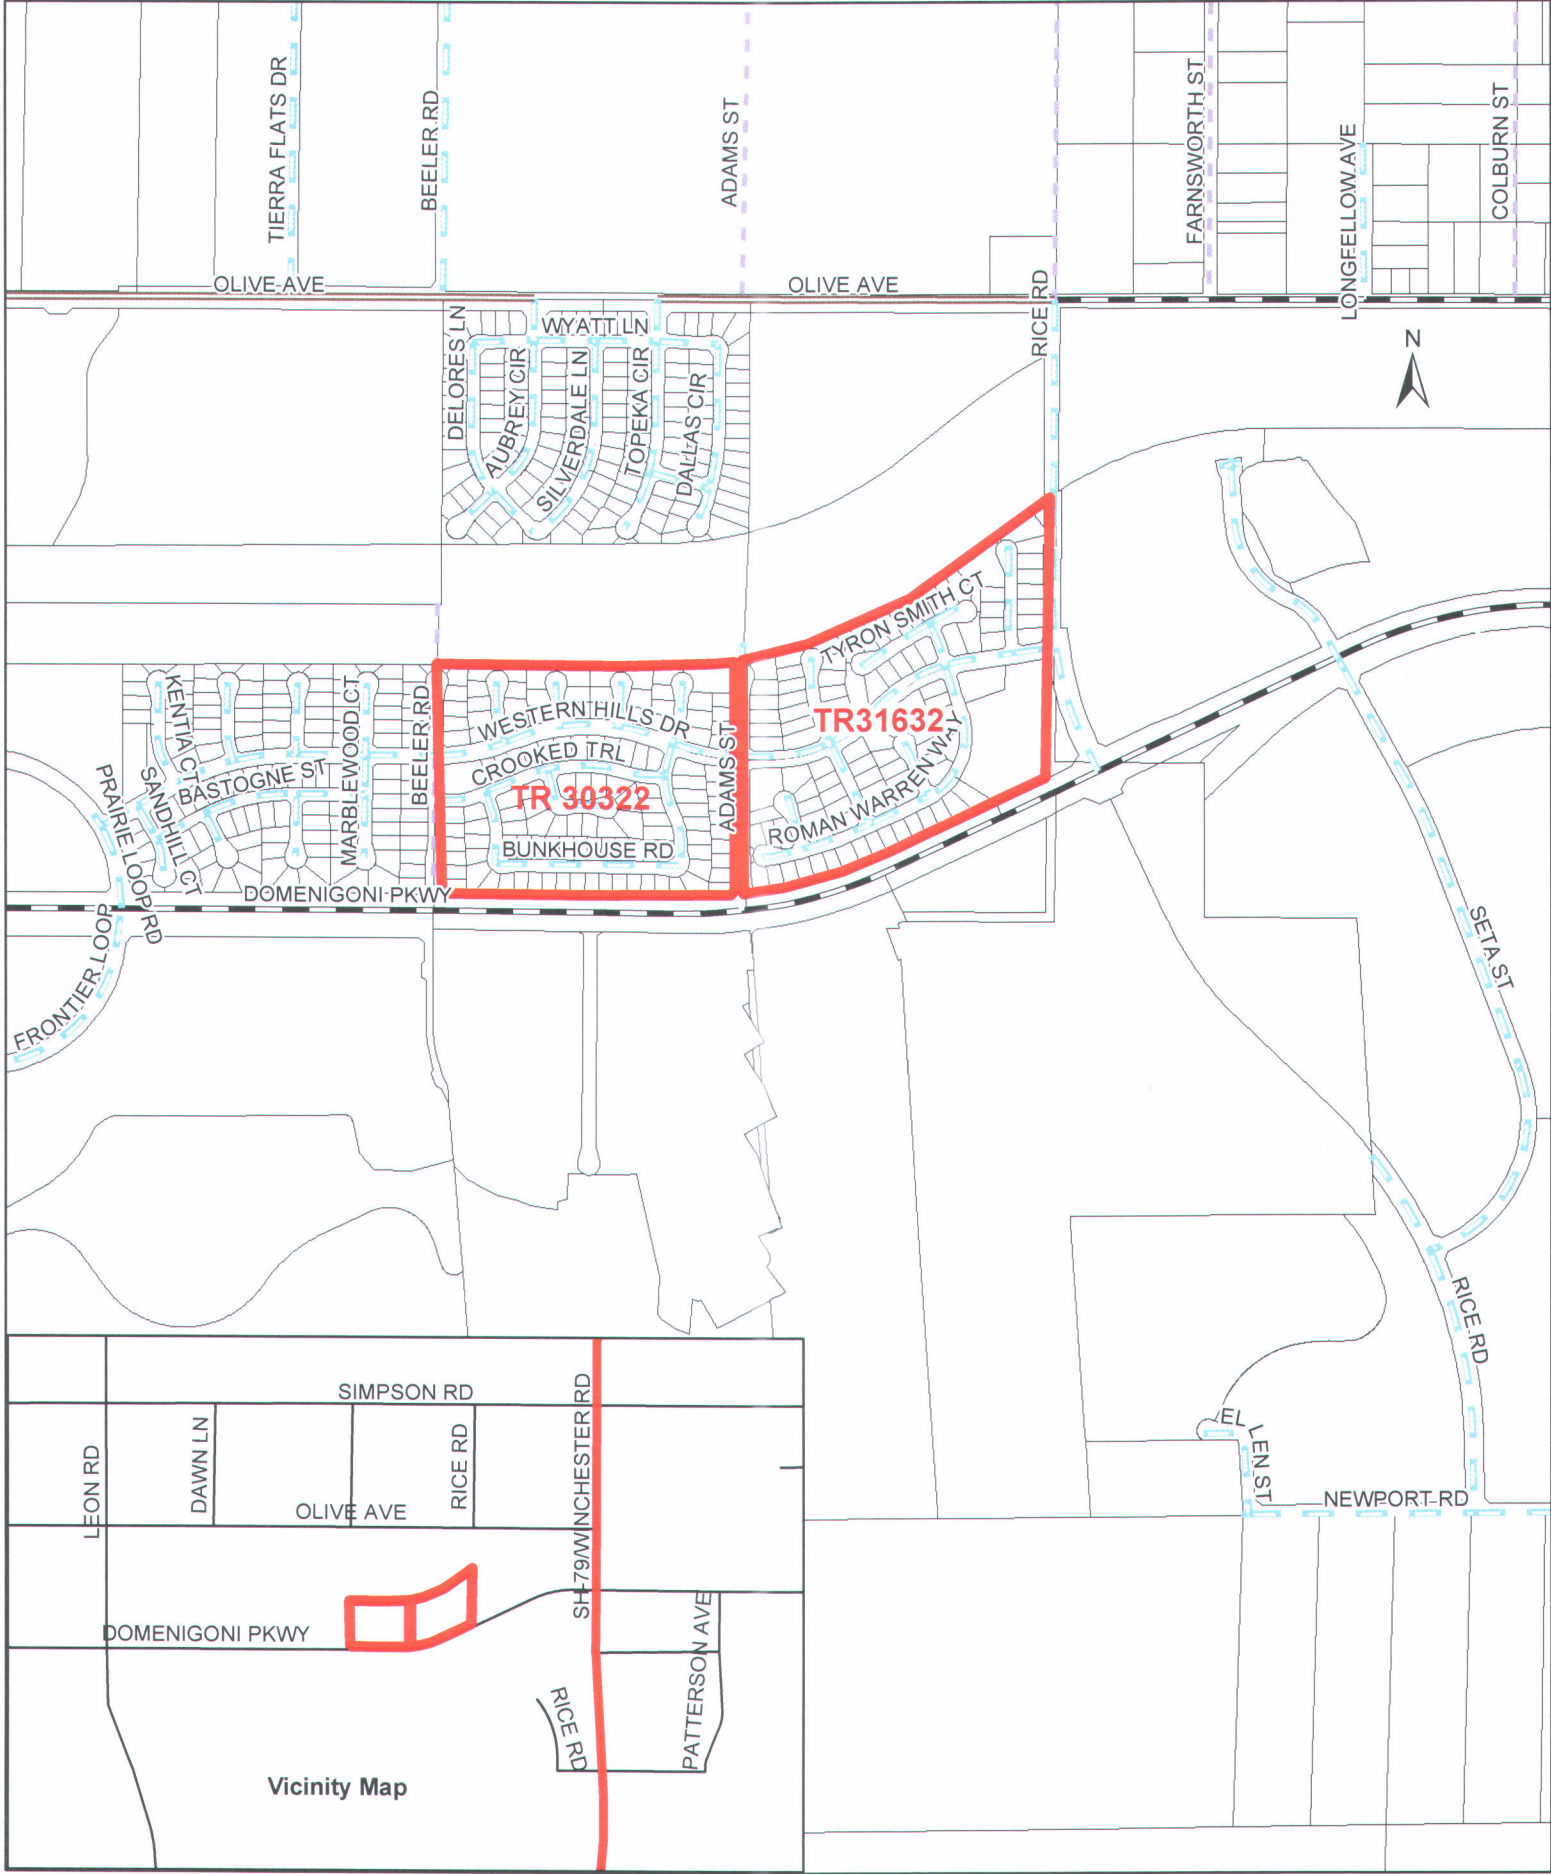 TIERRA FLATS DR
BEELER RD
ADAMS ST
FARNSWORTH ST
LONGFELLOW AVE
COLBURN ST
OLIVE AVE
OLIVE AVE
RICE RD
N
DELORES LN
WYATT LN
AUBREY CIR
SILVERDALE LN
TOPEKA CIR
DALLAS CIR
TYRON SMITH CT
TR31632
ROMAN WARREN WAY
KENTIA CT
MARBLEWOOD CT
BEELER RD
WESTERN HILLS DR
CROOKED TRL
TR 30322
ADAMS ST
BUNKHOUSE RD
BASTOGNE ST
SANDHILL CT
PRAIRIE LOOP RD
DOMENIGONI PKWY
FRONTIER LOOP
SETA ST
RICE RD
EL LEN ST
NEWPORT RD
SIMPSON RD
LEON RD
DAWN LN
RICE RD
SH-79/WINCHESTER RD
OLIVE AVE
DOMENIGONI PKWY
PATTERSON AVE
RICE RD
Vicinity Map